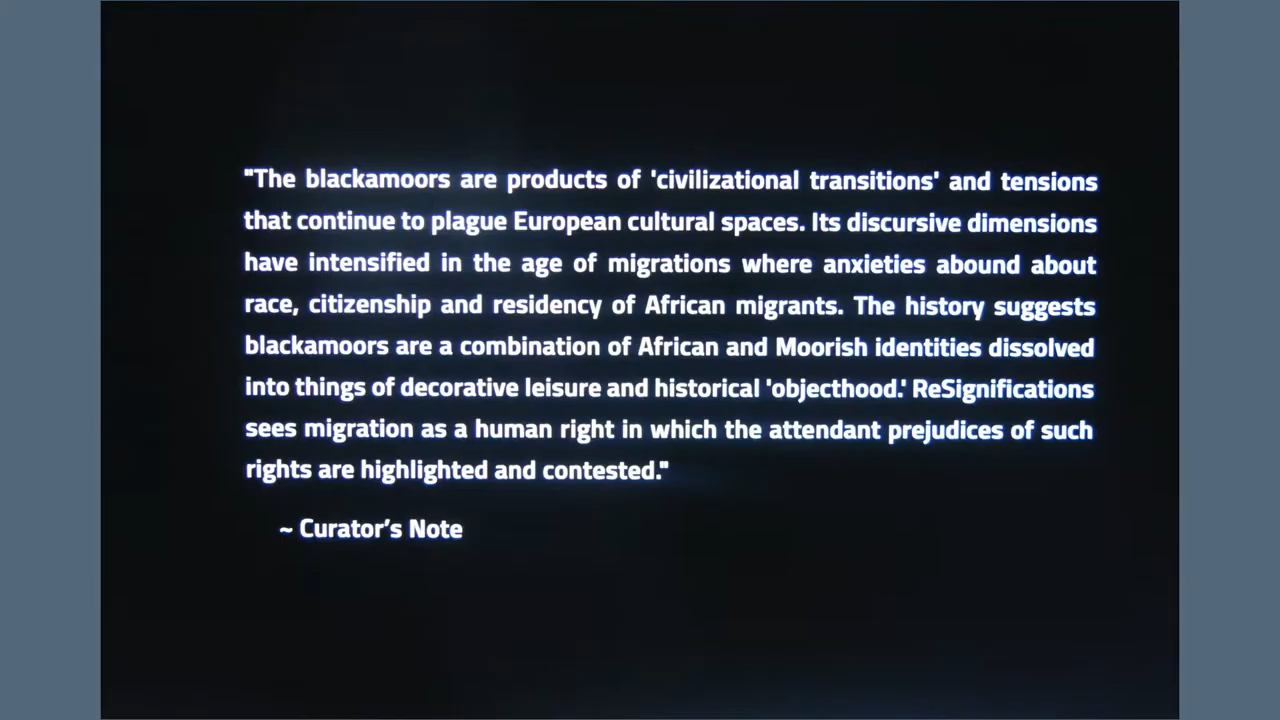 "The blackamoors are products of 'civilizational transitions' and tensions
that continue to plague European cultural spaces. Its discursive dimensions
have intensified in the age of migrations where anxieties abound about
race, citizenship and residency of African migrants. The history suggests
blackamoors are a combination of African and Moorish identities dissolved
into things of decorative leisure and historical 'objecthood.' ReSignifications
sees migration as a human right in which the attendant prejudices of such
rights are highlighted and contested."
~ Curator’s Note